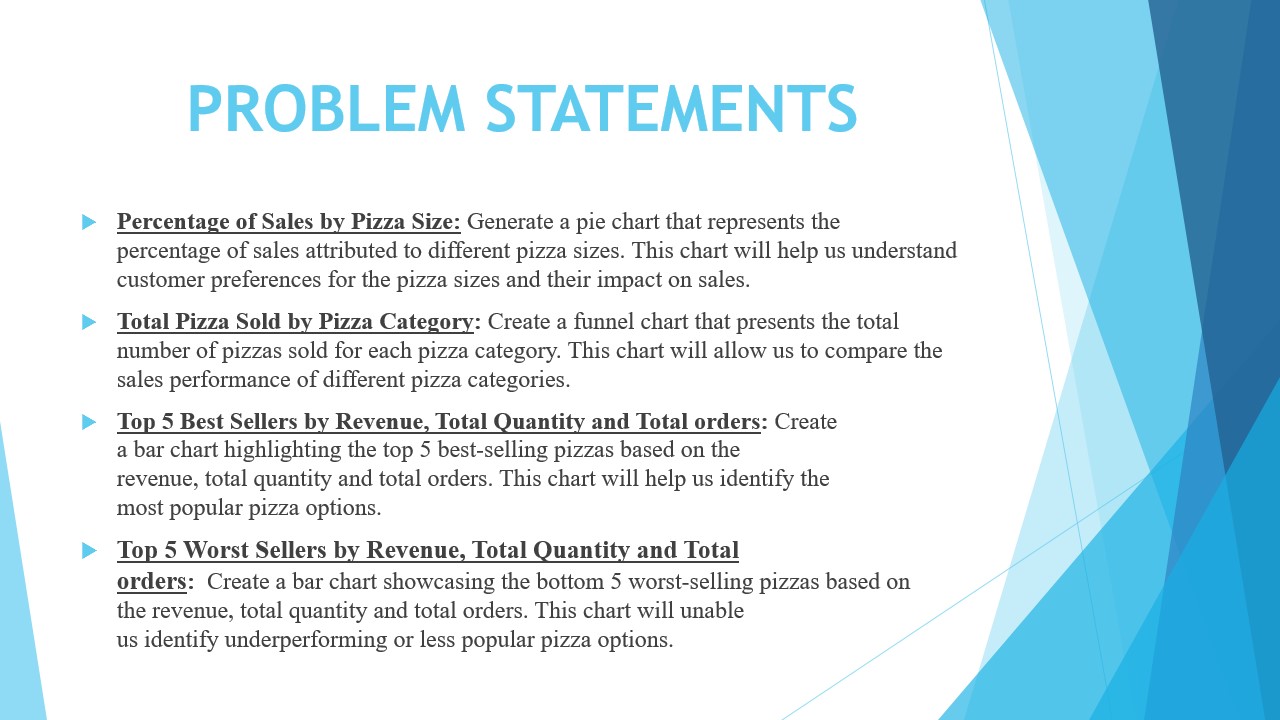 PROBLEM STATEMENTS
Percentage of Sales by Pizza Size: Generate a pie chart that represents the
percentage of sales attributed to different pizza sizes. This chart will help us understand
customer preferences for the pizza sizes and their impact on sales.
Total Pizza Sold by Pizza Category: Create a funnel chart that presents the total
number of pizzas sold for each pizza category. This chart will allow us to compare the
sales performance of different pizza categories.
Top 5 Best Sellers by Revenue, Total Quantity and Total orders: Create
a bar chart highlighting the top 5 best-selling pizzas based on the
revenue, total quantity and total orders. This chart will help us identify the
most popular pizza options.
Top 5 Worst Sellers by Revenue, Total Quantity and Total
orders: Create a bar chart showcasing the bottom 5 worst-selling pizzas based on
the revenue, total quantity and total orders. This chart will unable
us identify underperforming or less popular pizza options.